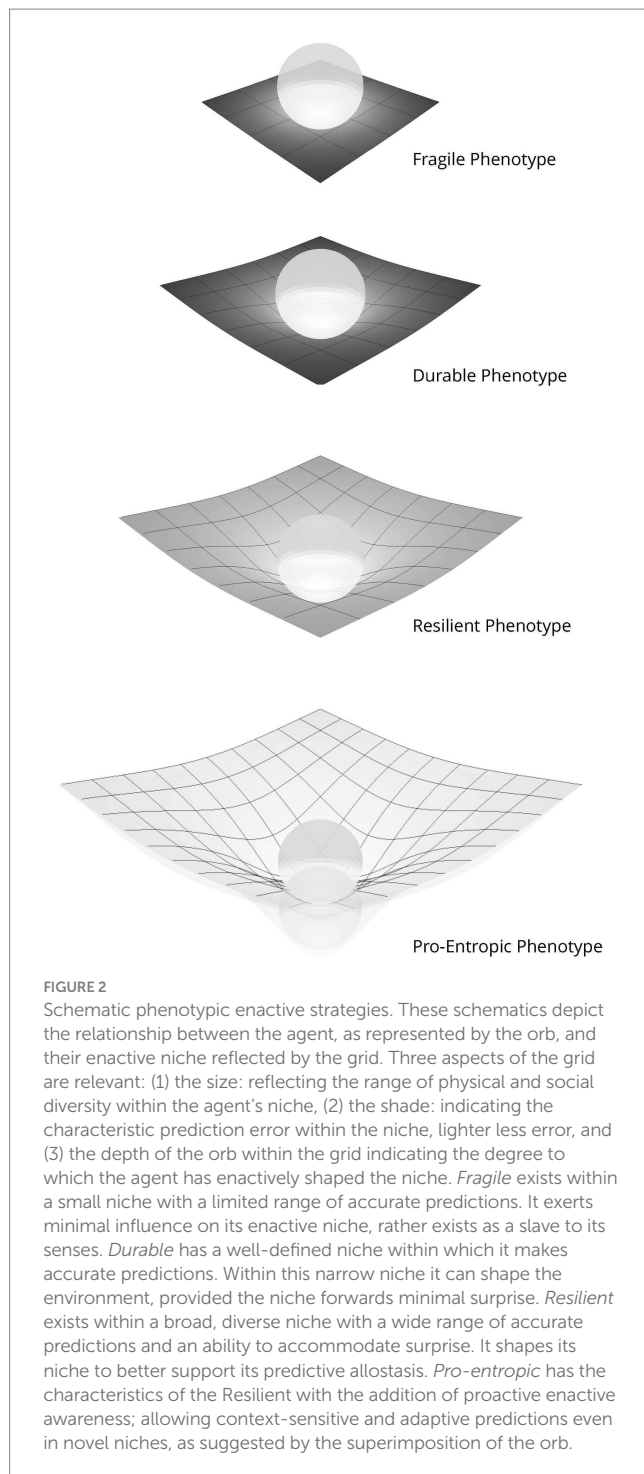 Fragile Phenotype
Durable Phenotype
Resilient Phenotype
Pro-Entropic Phenotype
FIGURE 2
Schematic phenotypic enactive strategies. These schematics depict
the relationship between the agent, as represented by the orb, and
their enactive niche reflected by the grid. Three aspects of the grid
are relevant: (1) the size: reflecting the range of physical and social
diversity within the agent’s niche, (2) the shade: indicating the
characteristic prediction error within the niche, lighter less error, and
(3) the depth of the orb within the grid indicating the degree to
which the agent has enactively shaped the niche. Fragile exists within
a small niche with a limited range of accurate predictions. It exerts
minimal influence on its enactive niche, rather exists as a slave to its
senses. Durable has a well-defined niche within which it makes
accurate predictions. Within this narrow niche it can shape the
environment, provided the niche forwards minimal surprise. Resilient
exists within a broad, diverse niche with a wide range of accurate
predictions and an ability to accommodate surprise. It shapes its
niche to better support its predictive allostasis. Pro-entropic has the
characteristics of the Resilient with the addition of proactive enactive
awareness; allowing context-sensitive and adaptive predictions even
in novel niches, as suggested by the superimposition of the orb.